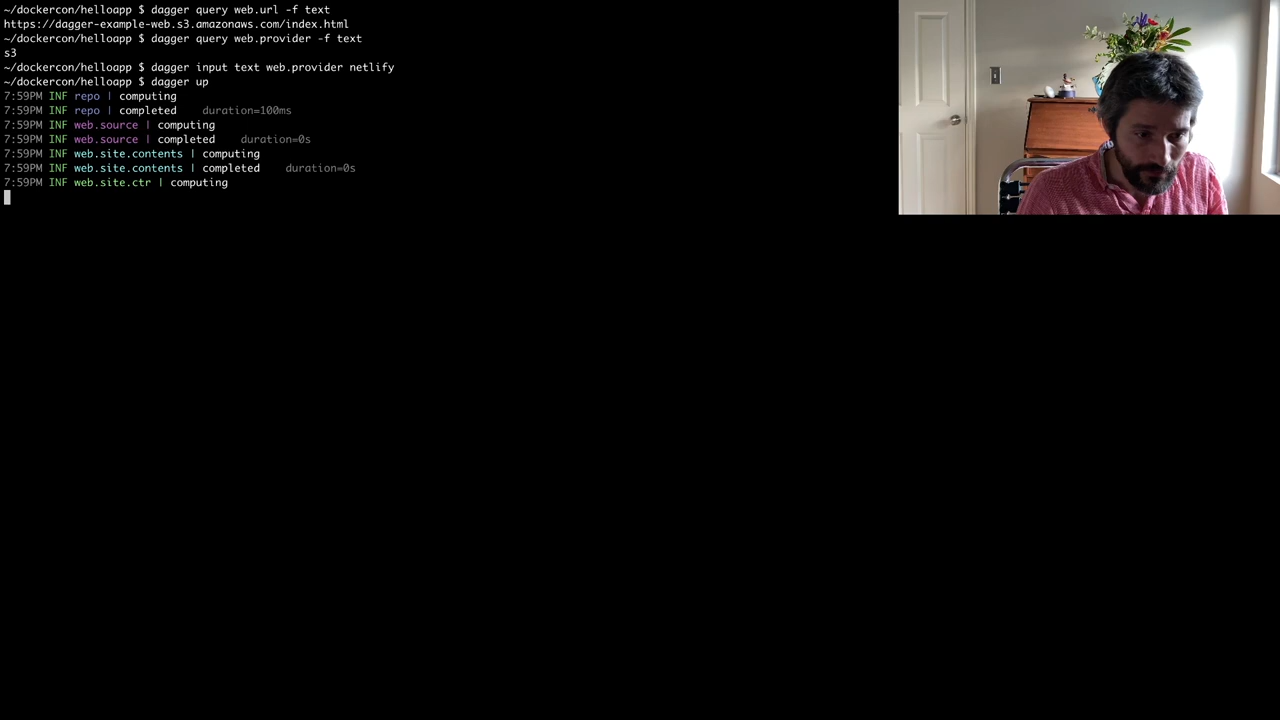 ~/dockercon/helloapp $ dagger query web.url -f text
https://dagger-example-web.s3.amazonaws.com/index.html
~/dockercon/helloapp $ dagger query web.provider -f text
s3
~/dockercon/helloapp $ dagger input text web.provider netlify
~/dockercon/helloapp $ dagger up
7:59PM INF repo | computing
7:59PM INF repo | completed    duration=100ms
7:59PM INF web.source | computing
7:59PM INF web.source | completed    duration=0s
7:59PM INF web.site.contents | computing
7:59PM INF web.site.contents | completed    duration=0s
7:59PM INF web.site.ctr | computing